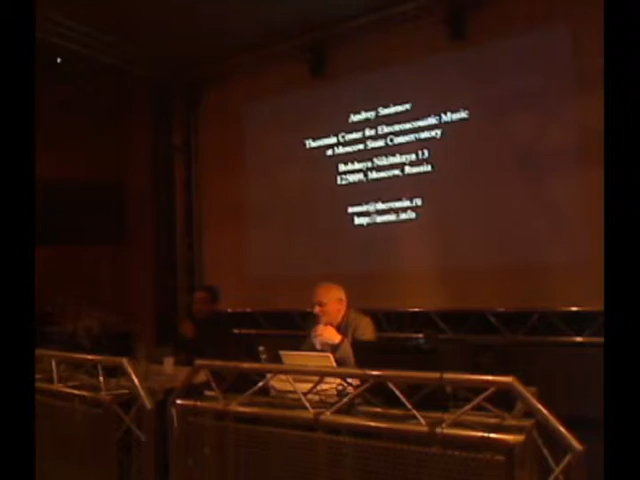 Andrey Smirnov
Theremin Center for Electroacoustic Music
at Moscow State Conservatory
Bolshaya Nikitskaya 13
125009, Moscow, Russia
asmir@theremin.ru
http://asmir.info